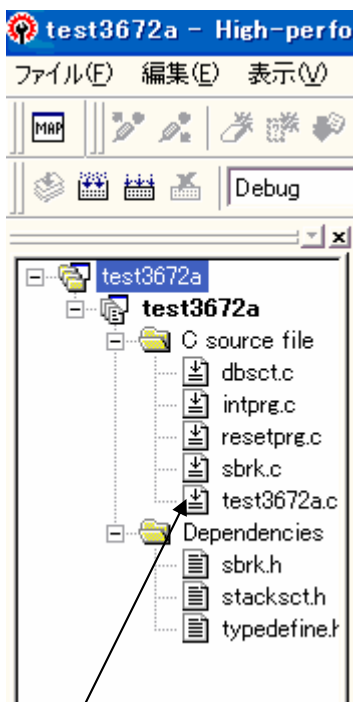 test3672a - High-perfo
ファイル(F) 編集(E) 表示(V)
MAP
Debug
test3672a
test3672a
C source file
dbsct.c
intprg.c
resetprg.c
sbrk.c
test3672a.c
Dependencies
sbrk.h
stacksct.h
typedefine.h